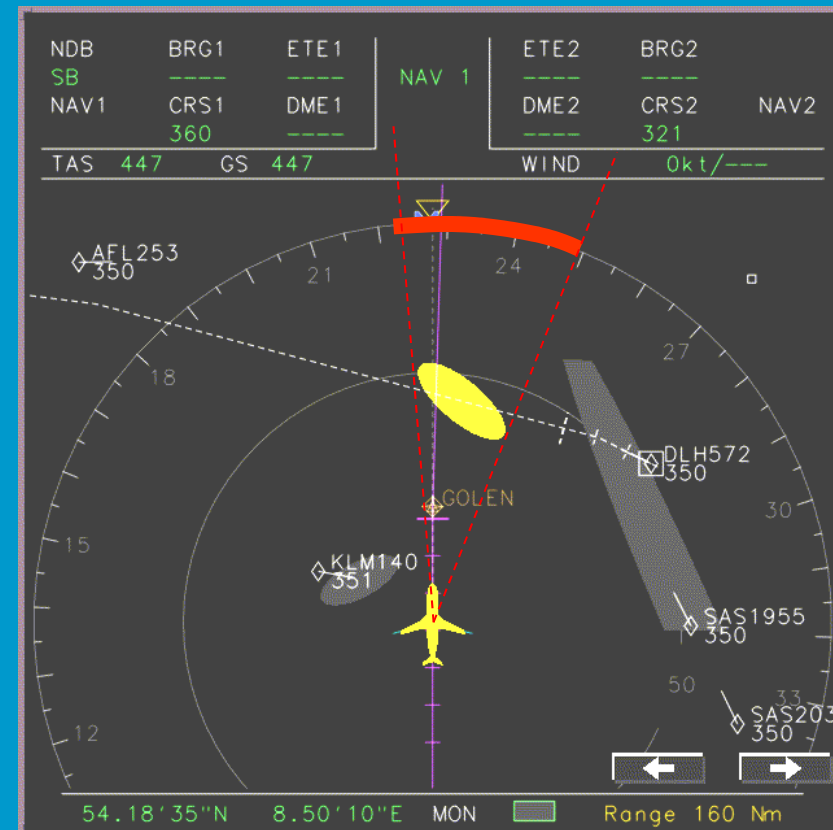 NDB BRG1 ETE1 ETE2 BRG2
SB ---- ---- NAV 1 ---- ----
NAV1 CRS1 DME1 DME2 CRS2 NAV2
360 ---- ---- 321
TAS 447 GS 447 WIND 0kt/---
AFL253
350
21
24
27
18
DLH572
350
GOLEN
30
15
KLM140
351
SAS1955
350
50
33
SAS203
350
12
54.18'35"N 8.50'10"E MON Range 160 Nm